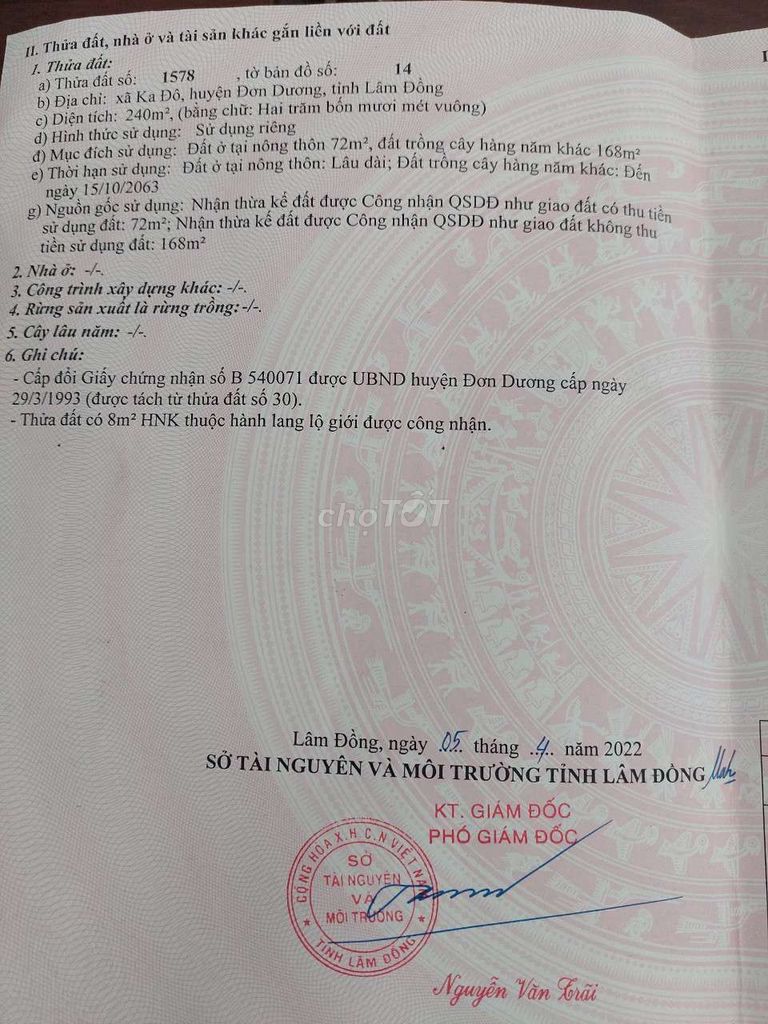 II. Thửa đất, nhà ở và tài sản khác gắn liền với đất
1. Thửa đất:
a) Thửa đất số: 1578 , tờ bản đồ số: 14
b) Địa chỉ: xã Ka Đô, huyện Đơn Dương, tỉnh Lâm Đồng
c) Diện tích: 240m², (bằng chữ: Hai trăm bốn mươi mét vuông)
d) Hình thức sử dụng: Sử dụng riêng
đ) Mục đích sử dụng: Đất ở tại nông thôn 72m², đất trồng cây hàng năm khác 168m²
e) Thời hạn sử dụng: Đất ở tại nông thôn: Lâu dài; Đất trồng cây hàng năm khác: Đến
ngày 15/10/2063
g) Nguồn gốc sử dụng: Nhận thừa kế đất được Công nhận QSDĐ như giao đất có thu tiền
sử dụng đất: 72m²; Nhận thừa kế đất được Công nhận QSDĐ như giao đất không thu
tiền sử dụng đất: 168m²
2. Nhà ở: -/-.
3. Công trình xây dựng khác: -/-.
4. Rừng sản xuất là rừng trồng: -/-.
5. Cây lâu năm: -/-.
6. Ghi chú:
- Cấp đổi Giấy chứng nhận số B 540071 được UBND huyện Đơn Dương cấp ngày
29/3/1993 (được tách từ thửa đất số 30).
- Thửa đất có 8m² HNK thuộc hành lang lộ giới được công nhận.
chợTỐT
Lâm Đồng, ngày 05 tháng 4 năm 2022
SỞ TÀI NGUYÊN VÀ MÔI TRƯỜNG TỈNH LÂM ĐỒNG
KT. GIÁM ĐỐC
PHÓ GIÁM ĐỐC
CỘNG HÒA X.H.C.N VIỆT NAM
SỞ
TÀI NGUYÊN
VÀ
MÔI TRƯỜNG
TỈNH LÂM ĐỒNG
Nguyễn Văn Trãi